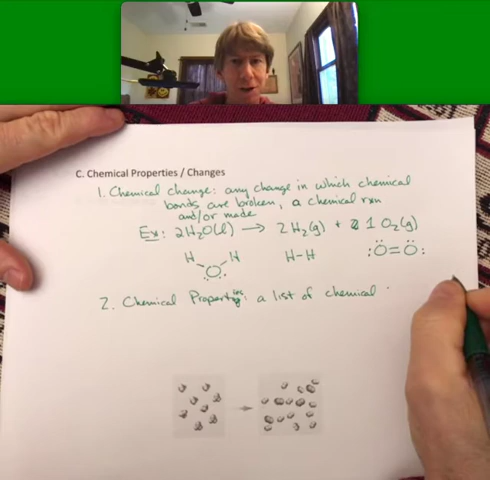 C. Chemical Properties / Changes
1. Chemical change: any change in which chemical
bonds are broken, a chemical rxn
and/or made
Ex: 2H₂O(l) → 2H₂(g) + 1 O₂(g)
H H H-H :Ö=Ö:
O
2. Chemical Properties: a list of chemical